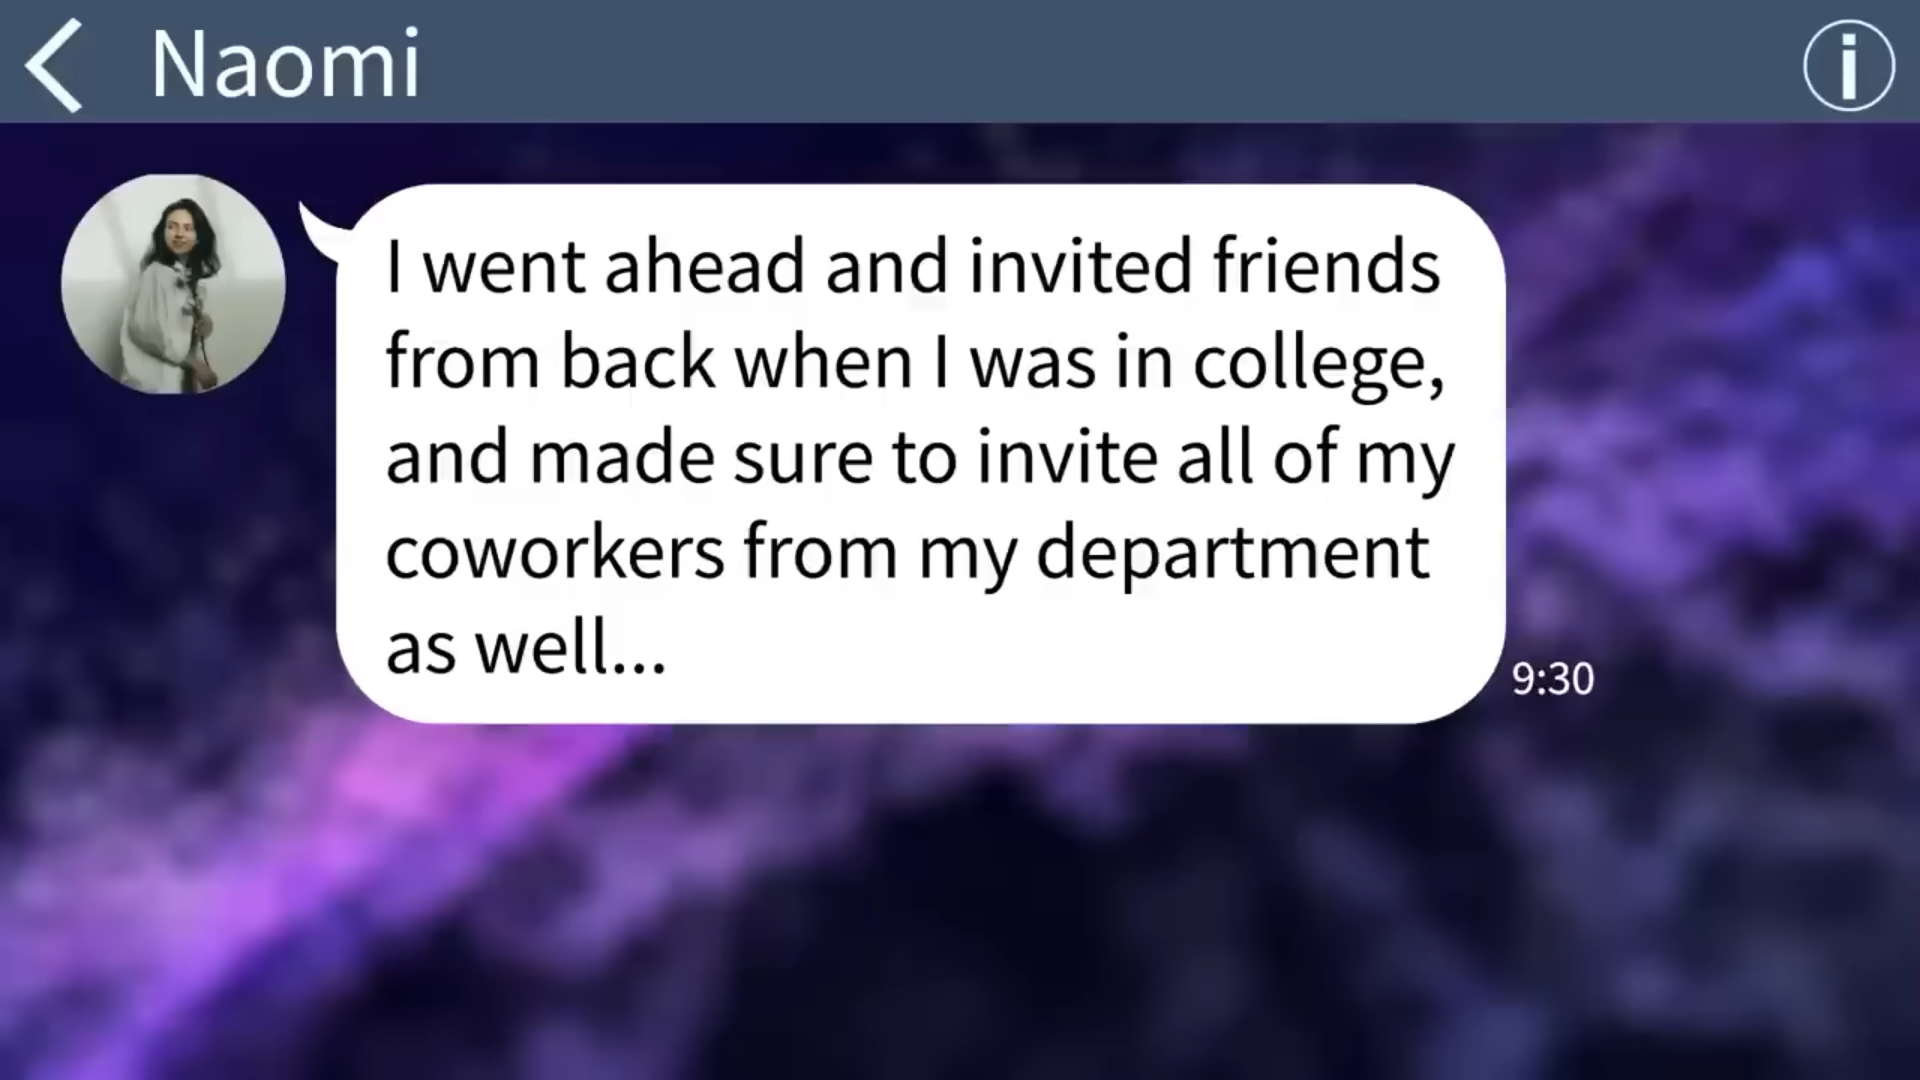 Naomi
I went ahead and invited friends
from back when I was in college,
and made sure to invite all of my
coworkers from my department
as well...
9:30